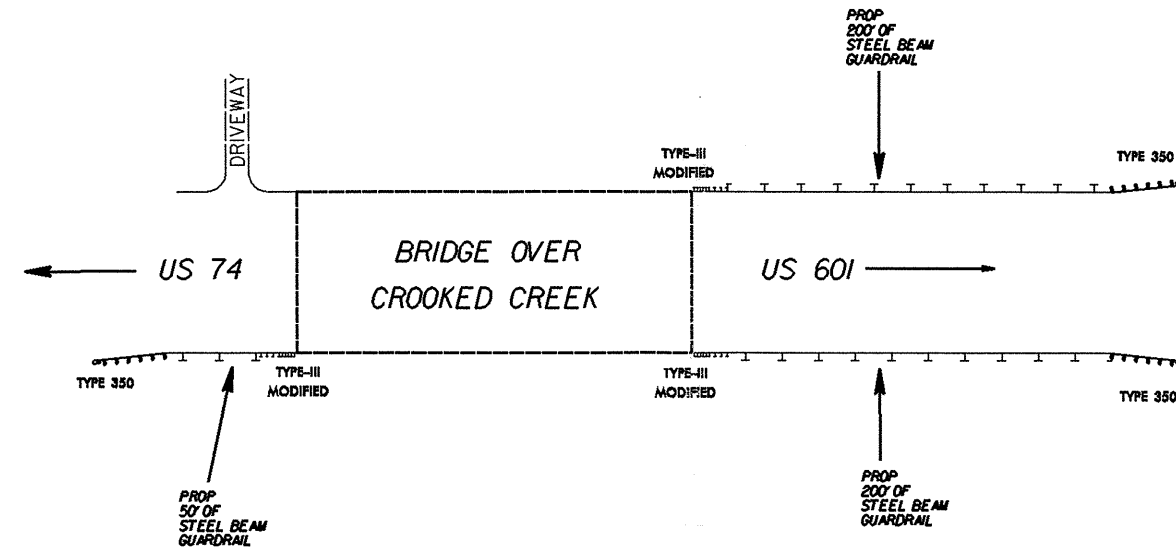 PROP
200' OF
STEEL BEAM
GUARDRAIL
DRIVEWAY
TYPE-III
MODIFIED
TYPE 350
US 74
BRIDGE OVER
CROOKED CREEK
US 601
TYPE 350
TYPE-III
MODIFIED
TYPE-III
MODIFIED
TYPE 350
PROP
50' OF
STEEL BEAM
GUARDRAIL
PROP
200' OF
STEEL BEAM
GUARDRAIL